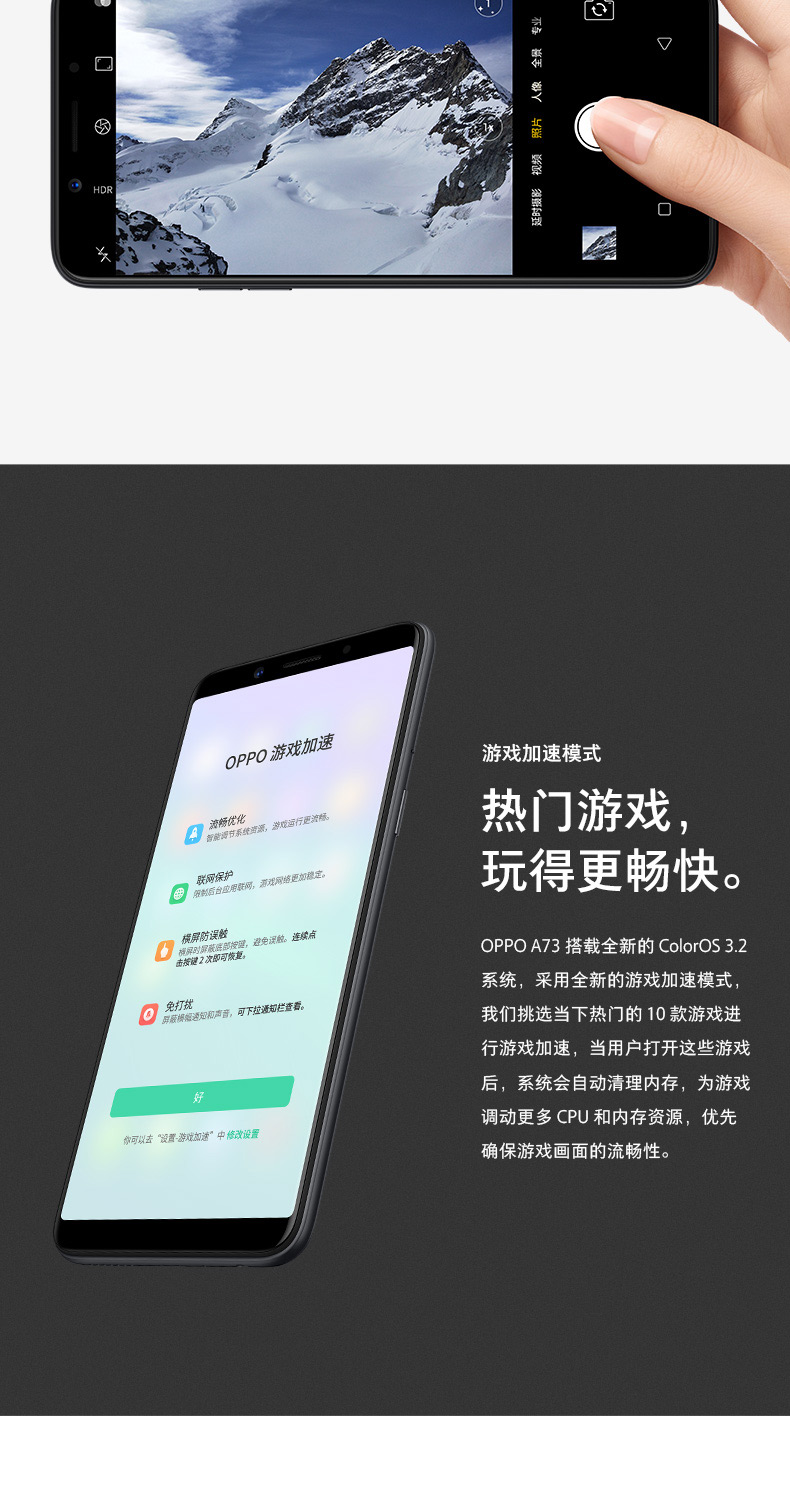 1
1x
HDR
专业
全景
人像
照片
视频
延时摄影
OPPO 游戏加速
流畅优化
智能调节系统资源，游戏运行更流畅。
联网保护
限制后台应用联网，游戏网络更加稳定。
横屏防误触
横屏时屏蔽底部按键，避免误触。连续点
击按键 2 次即可恢复。
免打扰
屏蔽横幅通知和声音，可下拉通知栏查看。
好
你可以去“设置-游戏加速”中 修改设置
游戏加速模式
热门游戏，
玩得更畅快。
OPPO A73 搭载全新的 ColorOS 3.2
系统，采用全新的游戏加速模式，
我们挑选当下热门的 10 款游戏进
行游戏加速，当用户打开这些游戏
后，系统会自动清理内存，为游戏
调动更多 CPU 和内存资源，优先
确保游戏画面的流畅性。